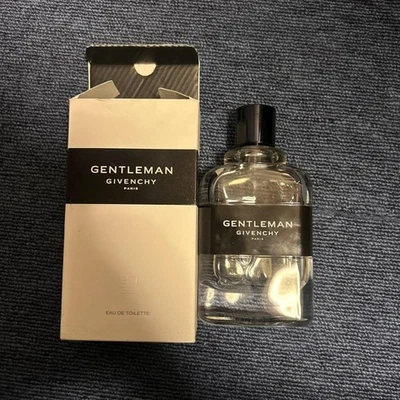 GENTLEMAN
GIVENCHY
PARIS
EAU DE TOILETTE
GENTLEMAN
GIVENCHY
PARIS